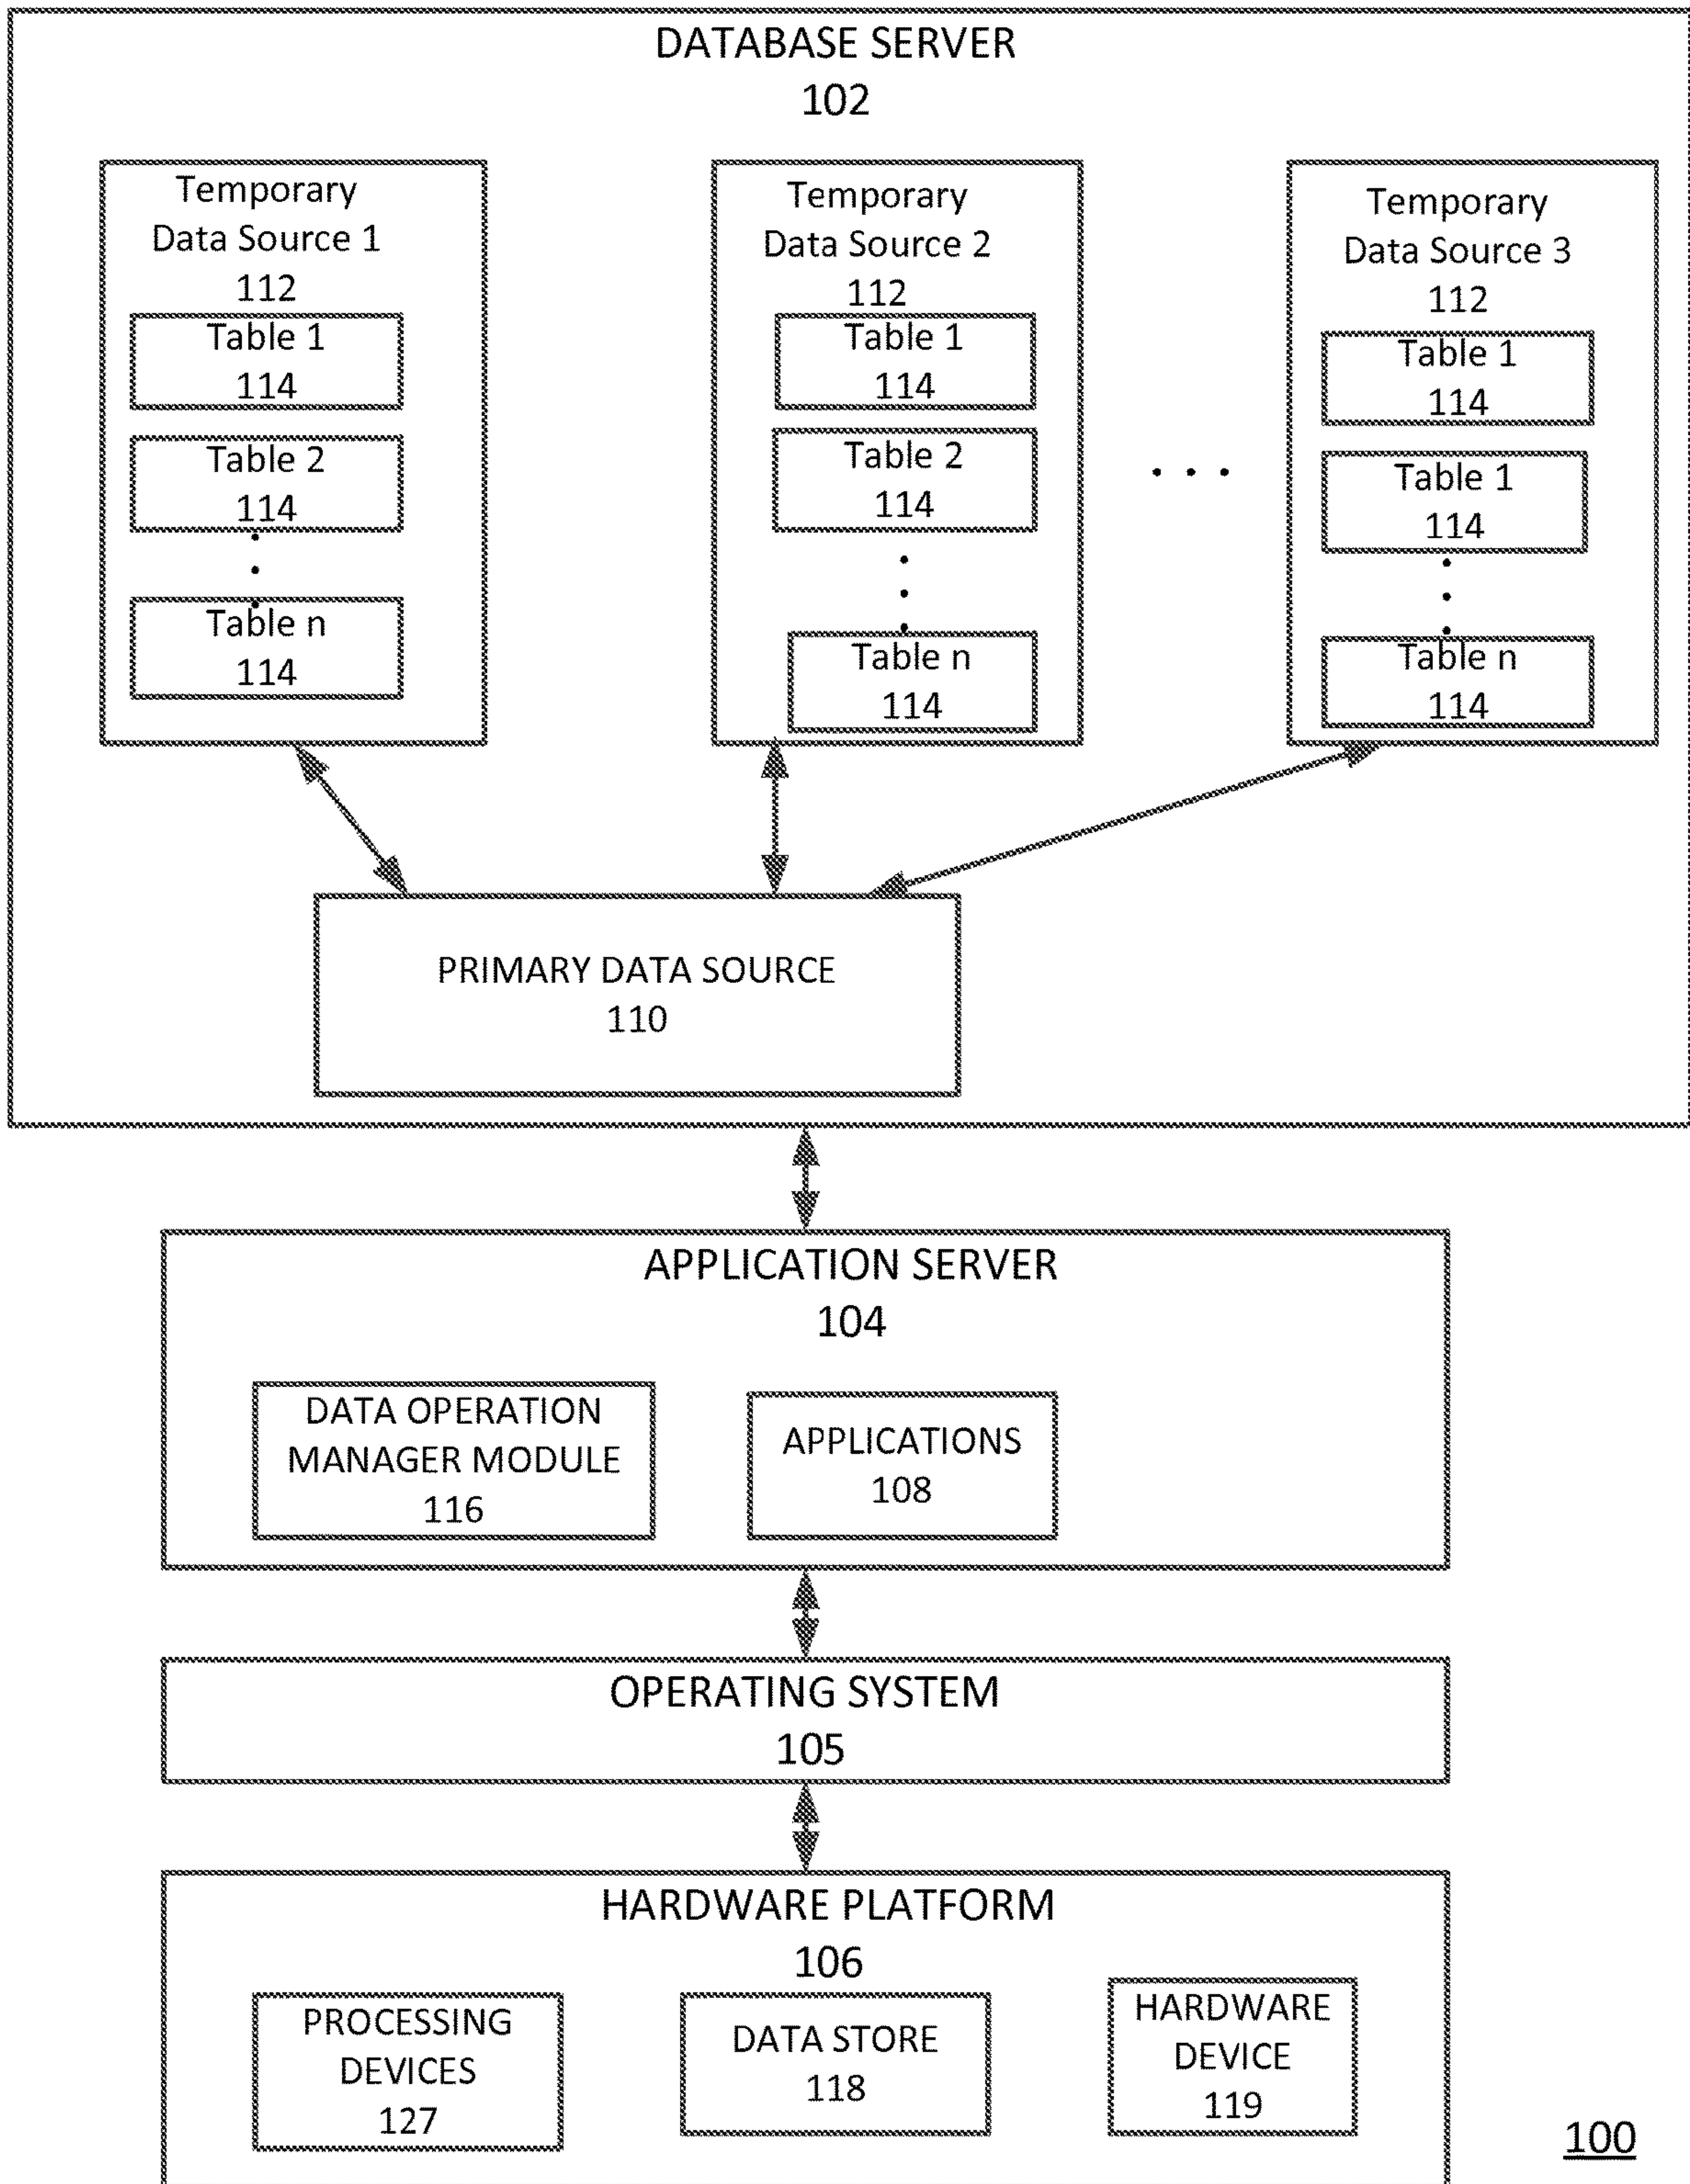 DATABASE SERVER
102
Temporary
Data Source 1
112
Table 1
114
Table 2
114
Table n
114
Temporary
Data Source 2
112
Table 1
114
Table 2
114
Table n
114
. . .
Temporary
Data Source 3
112
Table 1
114
Table 1
114
Table n
114
PRIMARY DATA SOURCE
110
APPLICATION SERVER
104
DATA OPERATION
MANAGER MODULE
116
APPLICATIONS
108
OPERATING SYSTEM
105
HARDWARE PLATFORM
106
PROCESSING
DEVICES
127
DATA STORE
118
HARDWARE
DEVICE
119
100